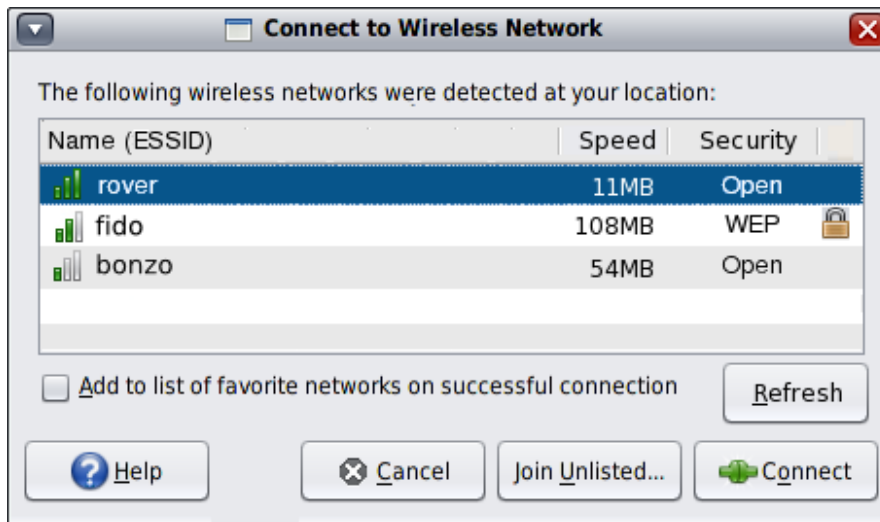 Connect to Wireless Network
The following wireless networks were detected at your location:
Name (ESSID) Speed Security
rover 11MB Open
fido 108MB WEP
bonzo 54MB Open
Add to list of favorite networks on successful connection
Refresh
Help Cancel Join Unlisted... Connect